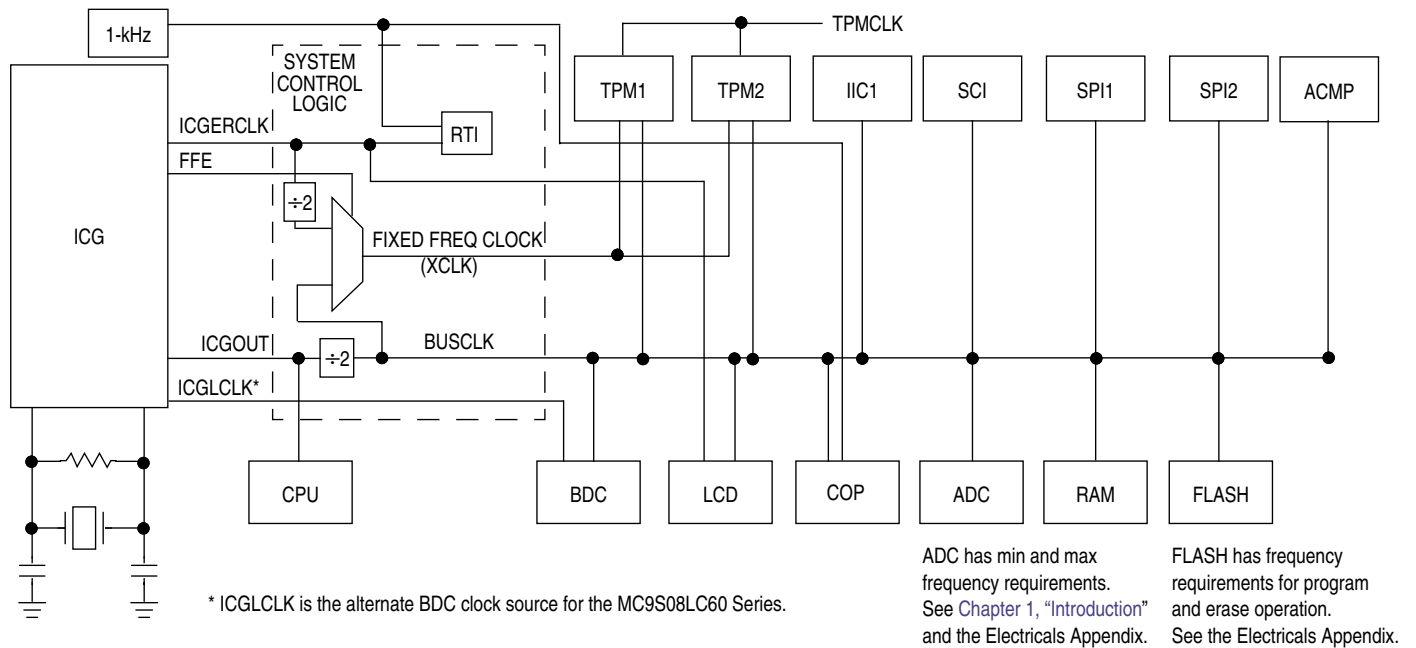 1-kHz
TPMCLK
SYSTEM
CONTROL
LOGIC
TPM1
TPM2
IIC1
SCI
SPI1
SPI2
ACMP
ICGERCLK
RTI
FFE
÷2
ICG
FIXED FREQ CLOCK
(XCLK)
ICGOUT
÷2
BUSCLK
ICGLCLK*
CPU
BDC
LCD
COP
ADC
RAM
FLASH
ADC has min and max
frequency requirements.
See Chapter 1, “Introduction”
and the Electricals Appendix.
FLASH has frequency
requirements for program
and erase operation.
See the Electricals Appendix.
* ICGLCLK is the alternate BDC clock source for the MC9S08LC60 Series.